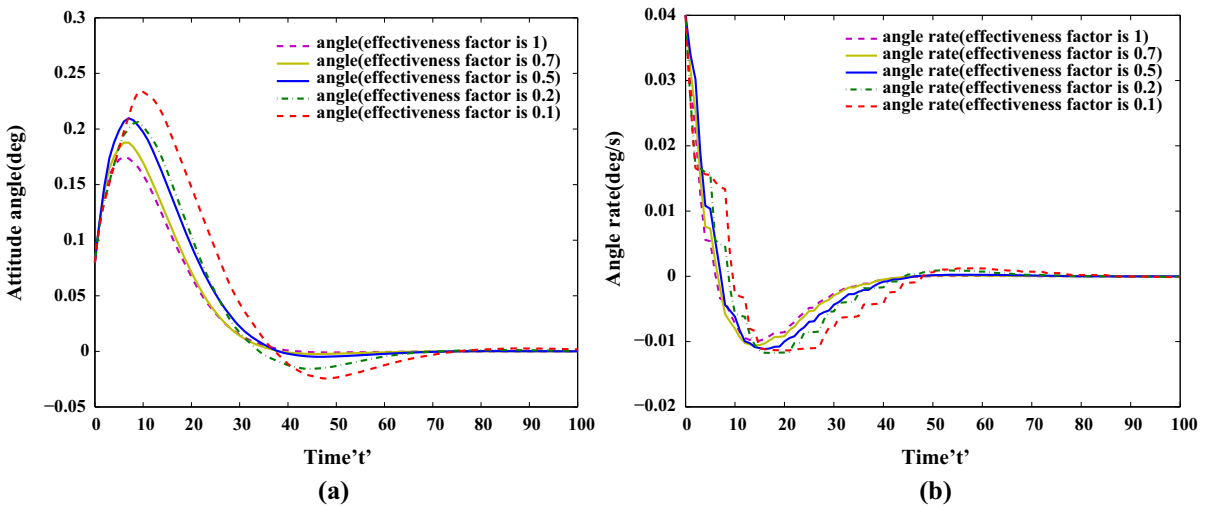 0.3
0.25
0.2
0.15
0.1
0.05
0
−0.05
Attitude angle(deg)
angle(effectiveness factor is 1)
angle(effectiveness factor is 0.7)
angle(effectiveness factor is 0.5)
angle(effectiveness factor is 0.2)
angle(effectiveness factor is 0.1)
0 10 20 30 40 50 60 70 80 90 100
Time't'
(a)
0.04
0.03
0.02
0.01
0
−0.01
−0.02
Angle rate(deg/s)
angle rate(effectiveness factor is 1)
angle rate(effectiveness factor is 0.7)
angle rate(effectiveness factor is 0.5)
angle rate(effectiveness factor is 0.2)
angle rate(effectiveness factor is 0.1)
0 10 20 30 40 50 60 70 80 90 100
Time't'
(b)